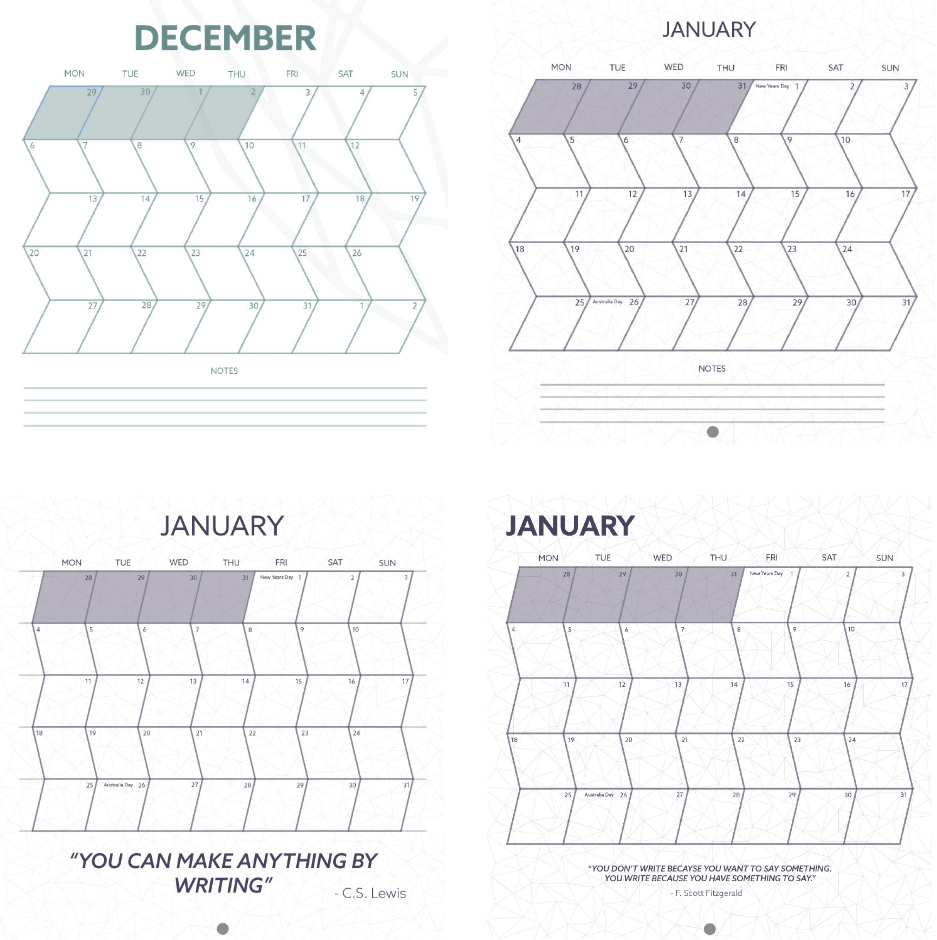 DECEMBER
MON TUE WED THU FRI SAT SUN
29 30 1 2 3 4 5
6 7 8 9 10 11 12
13 14 15 16 17 18 19
20 21 22 23 24 25 26
27 28 29 30 31 1 2
NOTES
JANUARY
MON TUE WED THU FRI SAT SUN
28 29 30 31 New Years Day 1 2 3
4 5 6 7 8 9 10
11 12 13 14 15 16 17
18 19 20 21 22 23 24
25 Australia Day 26 27 28 29 30 31
NOTES
JANUARY
MON TUE WED THU FRI SAT SUN
28 29 30 31 New Years Day 1 2 3
4 5 6 7 8 9 10
11 12 13 14 15 16 17
18 19 20 21 22 23 24
25 Australia Day 26 27 28 29 30 31
“YOU CAN MAKE ANYTHING BY
WRITING”
- C.S. Lewis
JANUARY
MON TUE WED THU FRI SAT SUN
28 29 30 31 New Years Day 1 2 3
4 5 6 7 8 9 10
11 12 13 14 15 16 17
18 19 20 21 22 23 24
25 Australia Day 26 27 28 29 30 31
“YOU DON'T WRITE BECAYSE YOU WANT TO SAY SOMETHING.
YOU WRITE BECAUSE YOU HAVE SOMETHING TO SAY.”
- F. Scott Fitzgerald